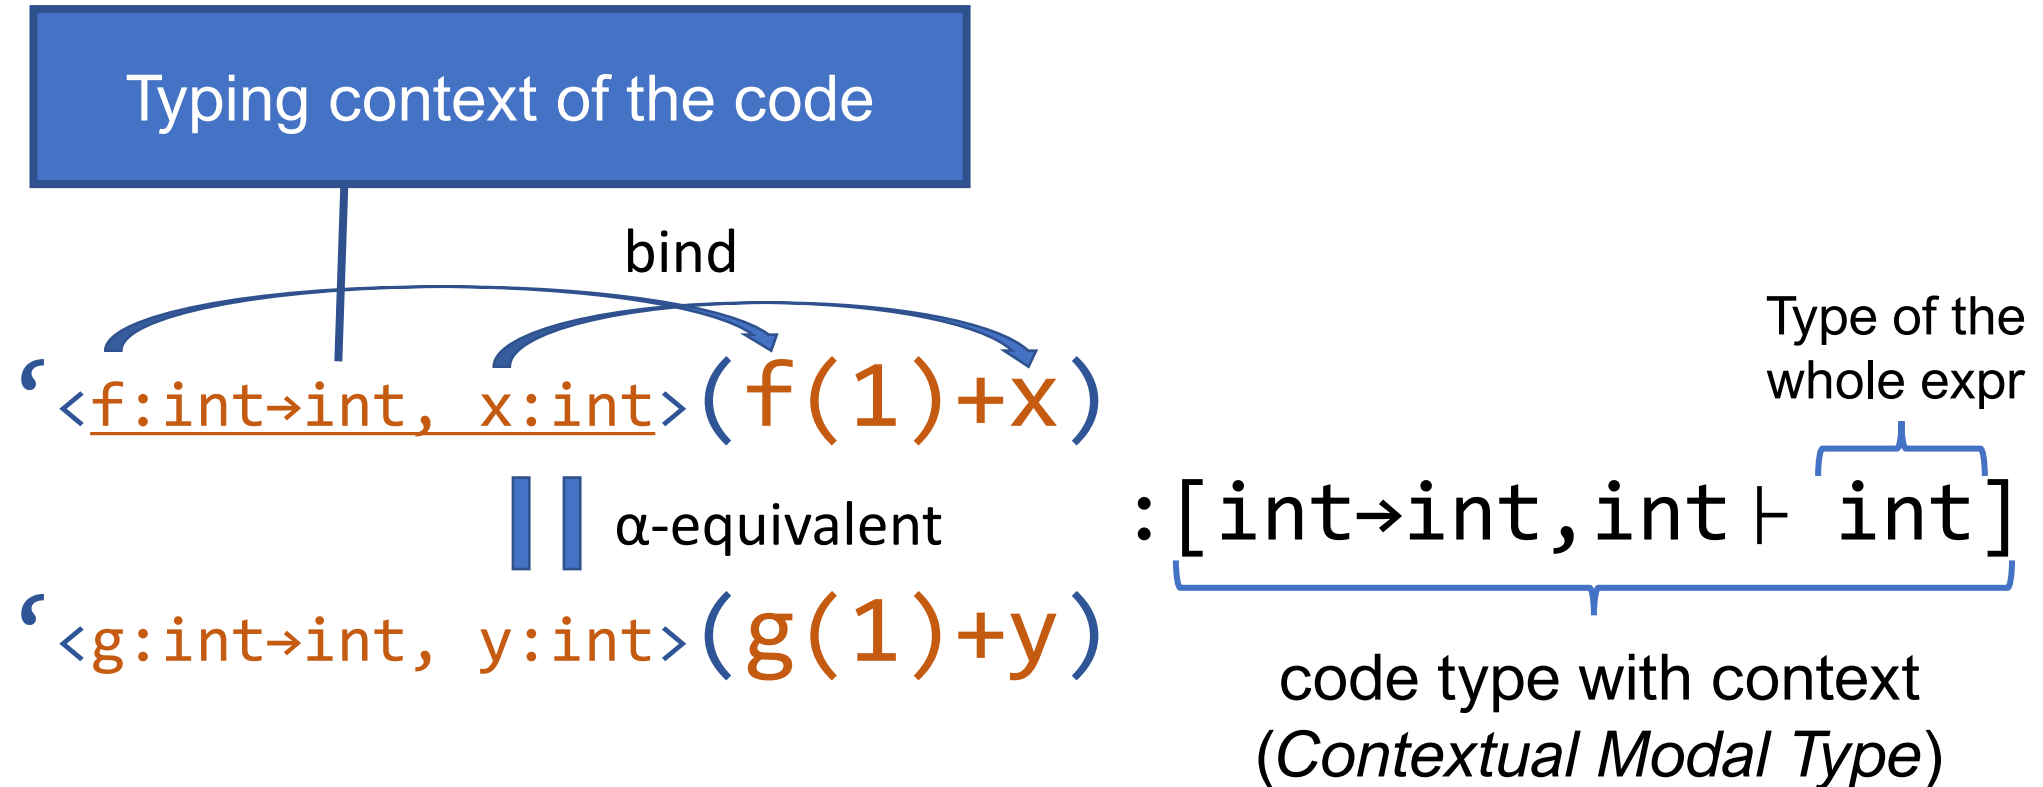 Typing context of the code
bind
Type of the
whole expr
‘<f:int→int, x:int>(f(1)+x)
α-equivalent
:[int→int,int ⊢ int]
‘<g:int→int, y:int>(g(1)+y)
code type with context
(Contextual Modal Type)